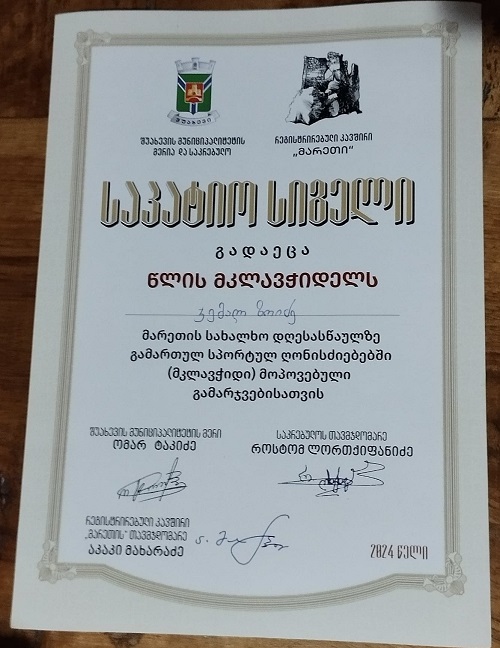 შუახევი
შუახევის მუნიციპალიტეტის
მერია და საკრებულო
რეგისტრირებული კავშირი
„მარეთი“
საპატიო სიგელი
გადაეცა
წლის მკლავჭიდელს
ჯემალ
მარეთის სახალხო დღესასწაულზე
გამართულ სპორტულ ღონისძიებებში
(მკლავჭიდი) მოპოვებული
გამარჯვებისათვის
შუახევის მუნიციპალიტეტის მერი
ომარ ტაკიძე
საკრებულოს თავმჯდომარე
როსტომ ლორთქიფანიძე
რეგისტრირებული კავშირი
„მარეთის“ თავმჯდომარე
აკაკი მახარაძე
2024 წელი